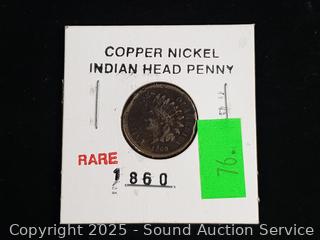 COPPER NICKEL
INDIAN HEAD PENNY
RARE
1860
76.
Copyright 2025 - Sound Auction Service